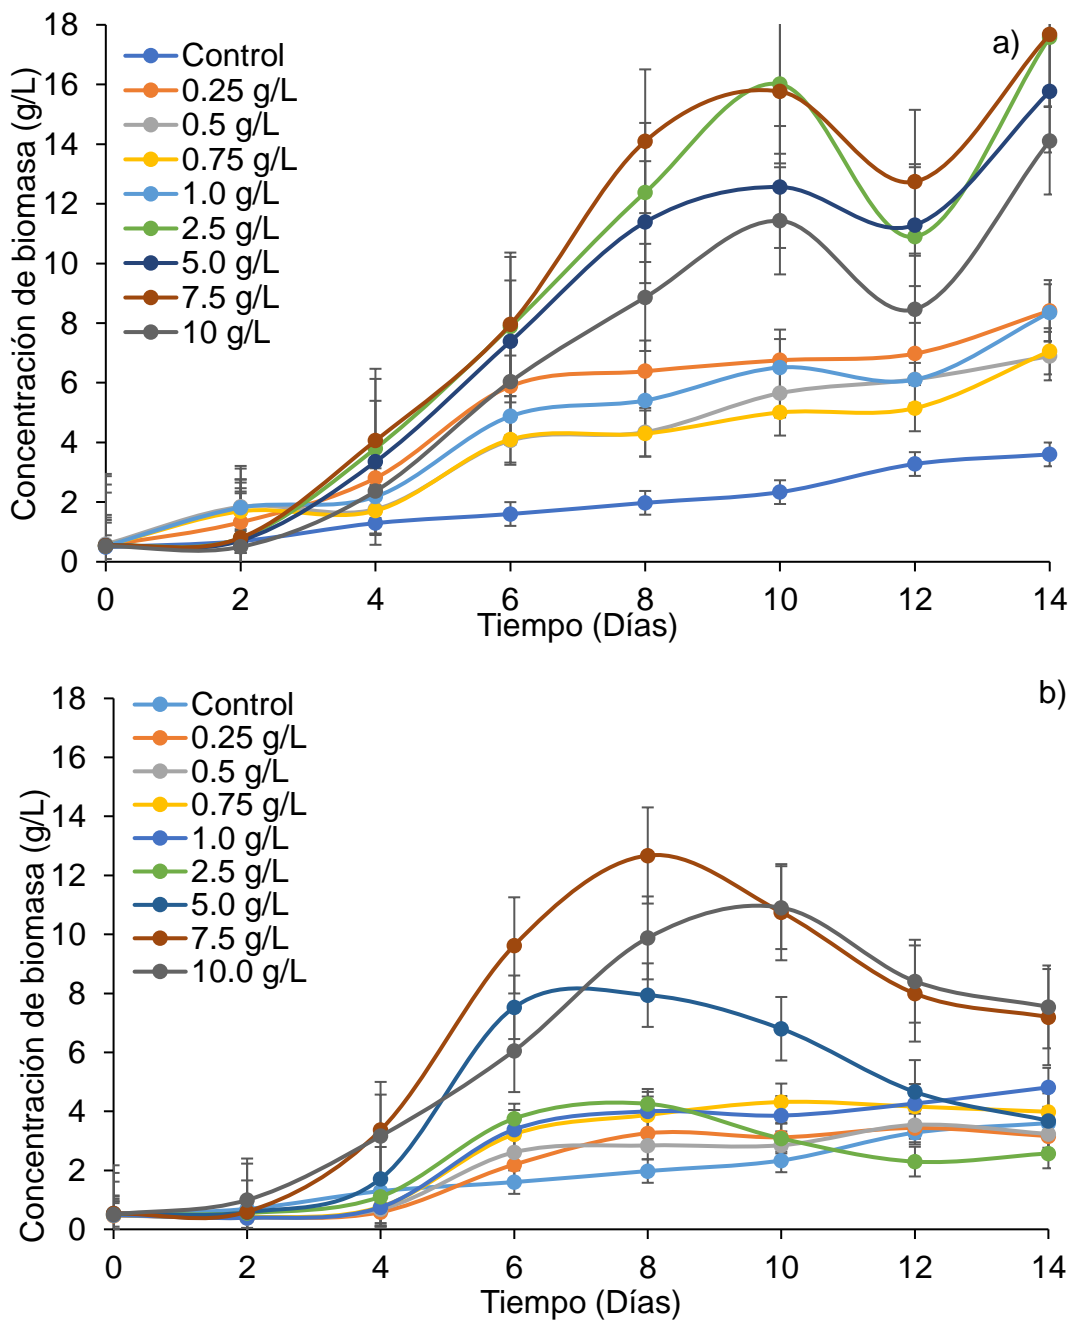 a)
Concentración de biomasa (g/L)
18
16
14
12
10
8
6
4
2
0
Control
0.25 g/L
0.5 g/L
0.75 g/L
1.0 g/L
2.5 g/L
5.0 g/L
7.5 g/L
10 g/L
0 2 4 6 8 10 12 14
Tiempo (Días)
b)
Concentración de biomasa (g/L)
18
16
14
12
10
8
6
4
2
0
Control
0.25 g/L
0.5 g/L
0.75 g/L
1.0 g/L
2.5 g/L
5.0 g/L
7.5 g/L
10.0 g/L
0 2 4 6 8 10 12 14
Tiempo (Días)